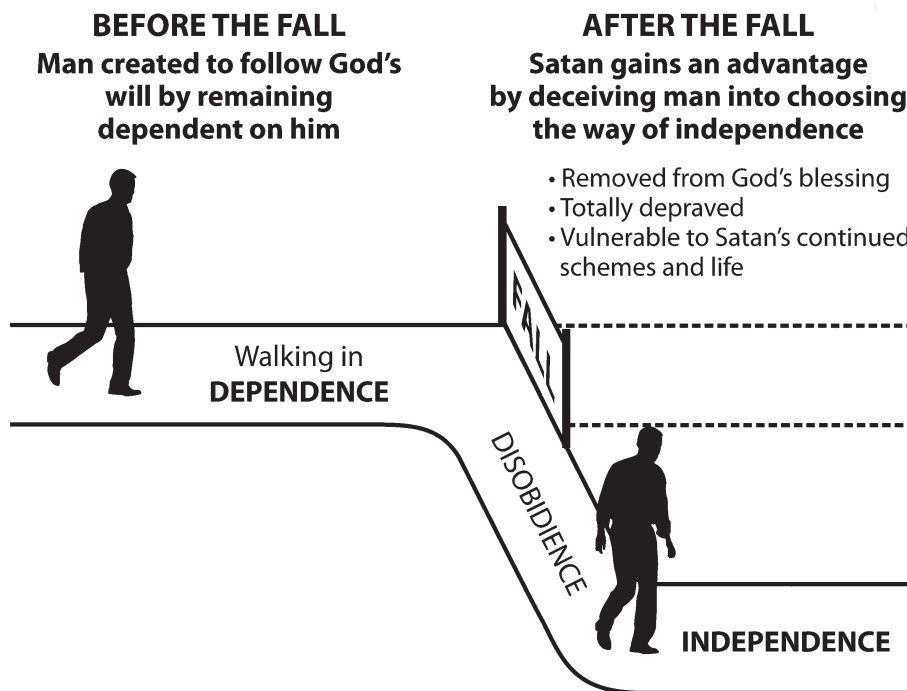 BEFORE THE FALL
Man created to follow God’s
will by remaining
dependent on him
AFTER THE FALL
Satan gains an advantage
by deceiving man into choosing
the way of independence
• Removed from God’s blessing
• Totally depraved
• Vulnerable to Satan’s continued
schemes and life
FALL
Walking in
DEPENDENCE
DISOBIDIENCE
INDEPENDENCE